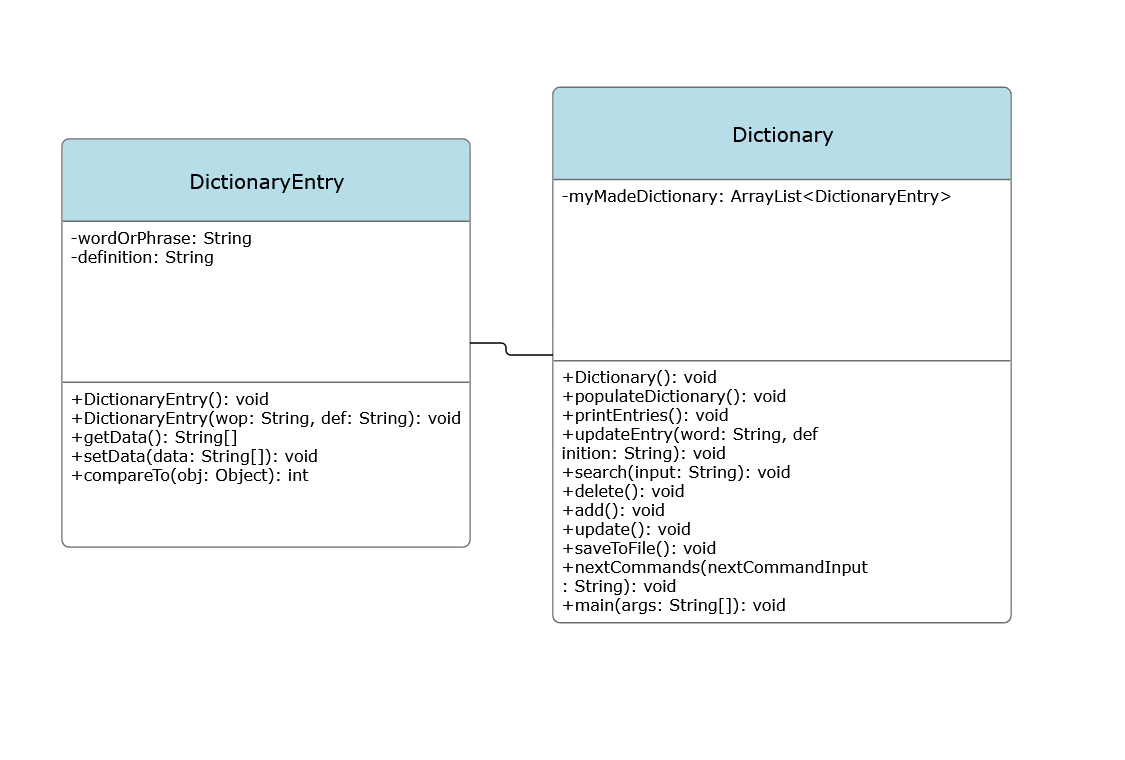 DictionaryEntry
-wordOrPhrase: String
-definition: String
+DictionaryEntry(): void
+DictionaryEntry(wop: String, def: String): void
+getData(): String[]
+setData(data: String[]): void
+compareTo(obj: Object): int
Dictionary
-myMadeDictionary: ArrayList<DictionaryEntry>
+Dictionary(): void
+populateDictionary(): void
+printEntries(): void
+updateEntry(word: String, def
inition: String): void
+search(input: String): void
+delete(): void
+add(): void
+update(): void
+saveToFile(): void
+nextCommands(nextCommandInput
: String): void
+main(args: String[]): void